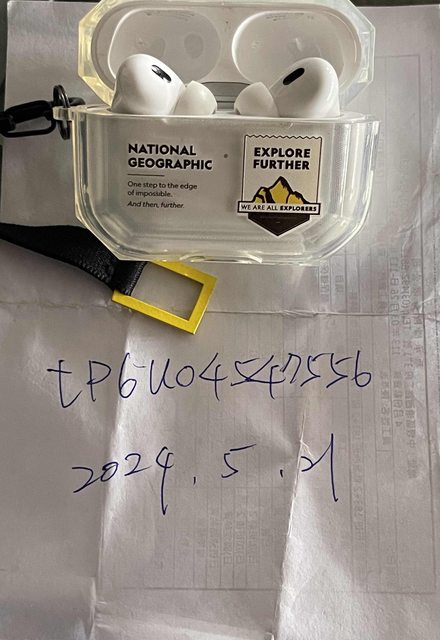 NATIONAL
GEOGRAPHIC
One step to the edge
of impossible.
And then, further.
EXPLORE
FURTHER
WE ARE ALL EXPLORERS
tP6U04547556
2024.5.21